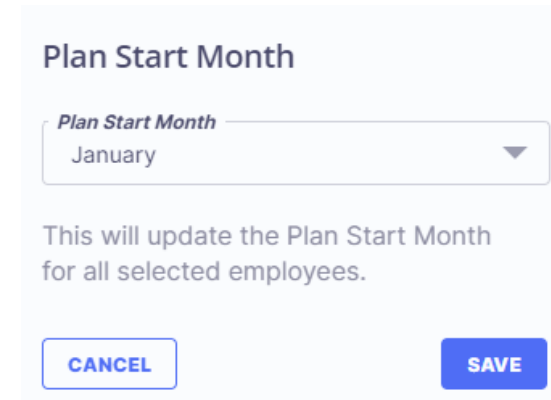 Plan Start Month
Plan Start Month
January
This will update the Plan Start Month
for all selected employees.
CANCEL
SAVE